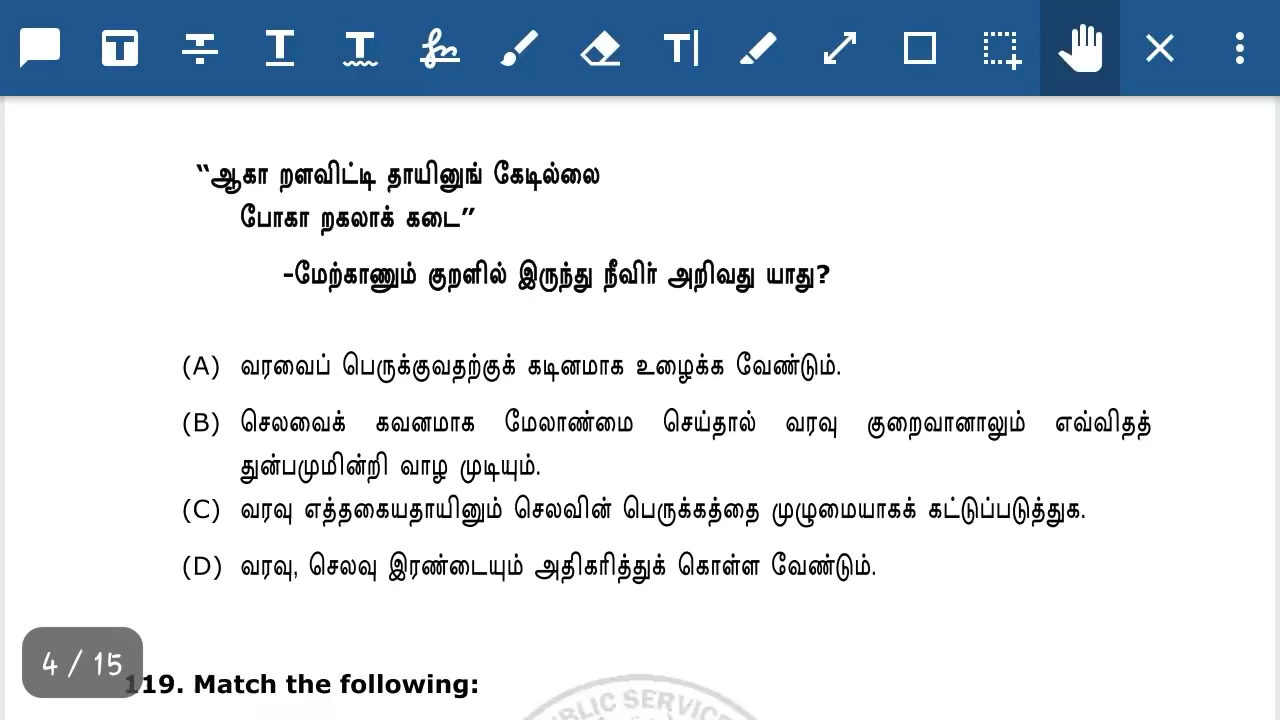 “ஆகா றளவிட்டி தாயினுங் கேடில்லை
போகா றகலாக் கடை”
-மேற்காணும் குறளில் இருந்து நீவிர் அறிவது யாது?
(A) வரவைப் பெருக்குவதற்குக் கடினமாக உழைக்க வேண்டும்.
(B) செலவைக் கவனமாக மேலாண்மை செய்தால் வரவு குறைவானாலும் எவ்விதத்
துன்பமுமின்றி வாழ முடியும்.
(C) வரவு எத்தகையதாயினும் செலவின் பெருக்கத்தை முழுமையாகக் கட்டுப்படுத்துக.
(D) வரவு, செலவு இரண்டையும் அதிகரித்துக் கொள்ள வேண்டும்.
4 / 15
119. Match the following: